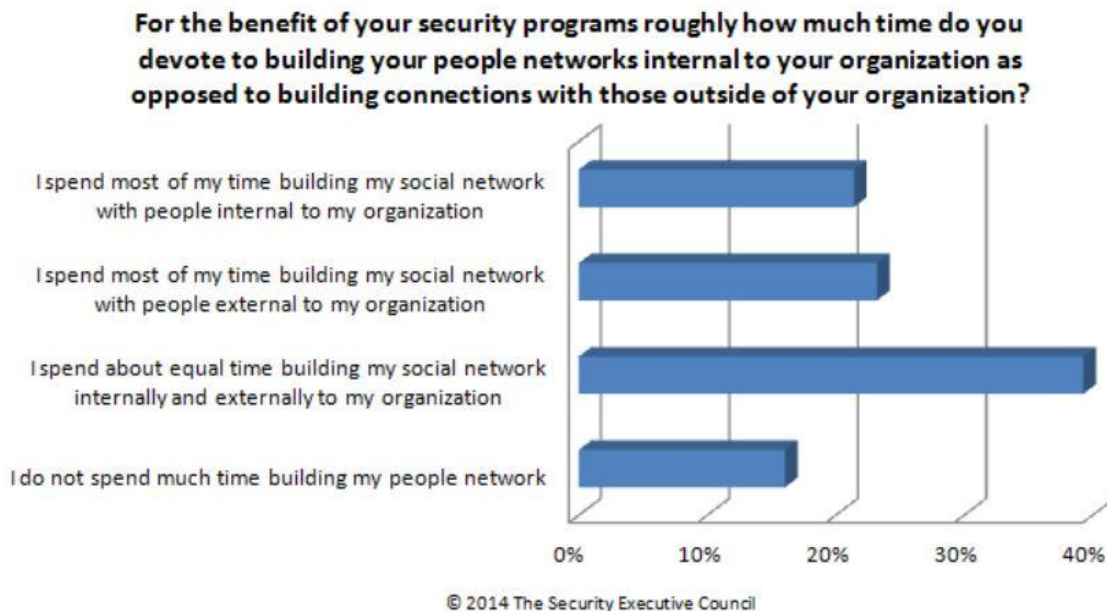 For the benefit of your security programs roughly how much time do you
devote to building your people networks internal to your organization as
opposed to building connections with those outside of your organization?
I spend most of my time building my social network
with people internal to my organization
I spend most of my time building my social network
with people external to my organization
I spend about equal time building my social network
internally and externally to my organization
I do not spend much time building my people network
0% 10% 20% 30% 40%
© 2014 The Security Executive Council